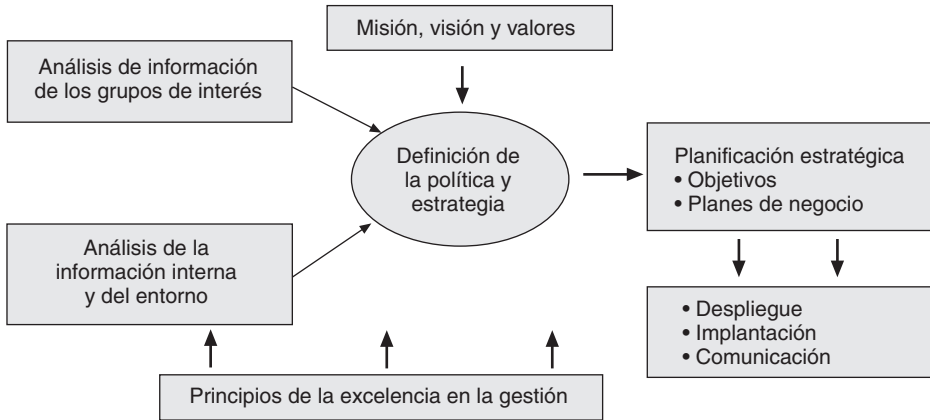 Misión, visión y valores
Análisis de información
de los grupos de interés
Definición de
la política y
estrategia
Planificación estratégica
• Objetivos
• Planes de negocio
Análisis de la
información interna
y del entorno
• Despliegue
• Implantación
• Comunicación
Principios de la excelencia en la gestión